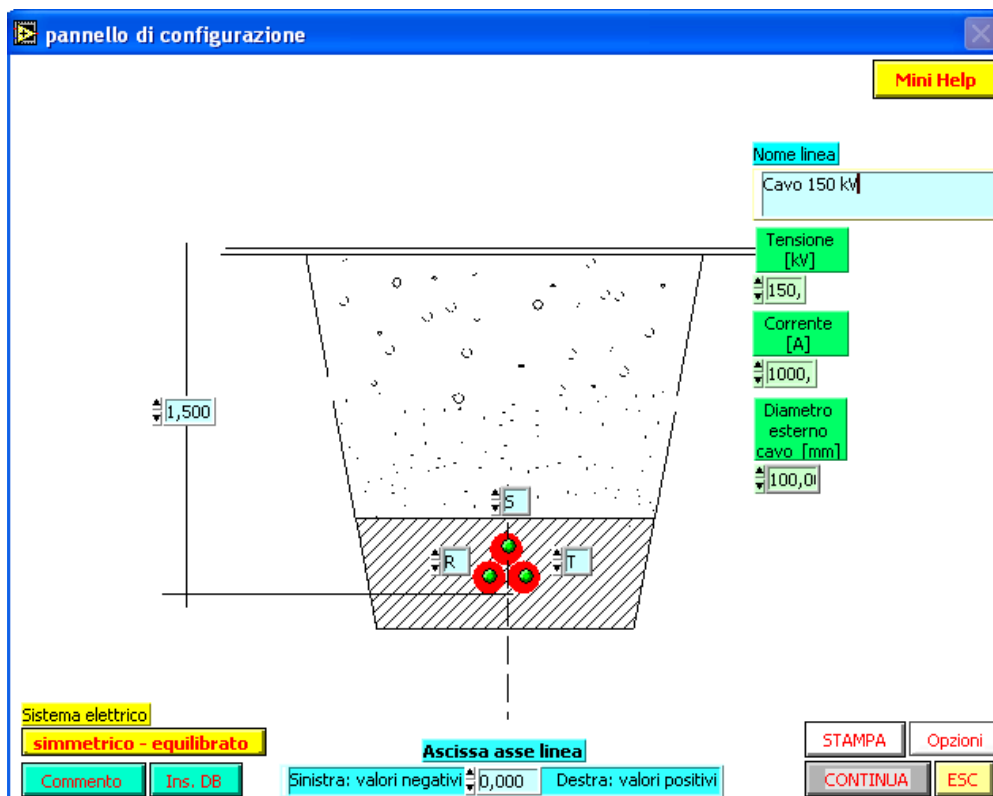 pannello di configurazione
Mini Help
Nome linea
Cavo 150 kV
Tensione
[kV]
150,
Corrente
[A]
1000,
Diametro
esterno
cavo [mm]
100,0
1,500
S
R
T
Sistema elettrico
simmetrico - equilibrato
Commento
Ins. DB
Ascissa asse linea
Sinistra: valori negativi
0,000
Destra: valori positivi
STAMPA
Opzioni
CONTINUA
ESC